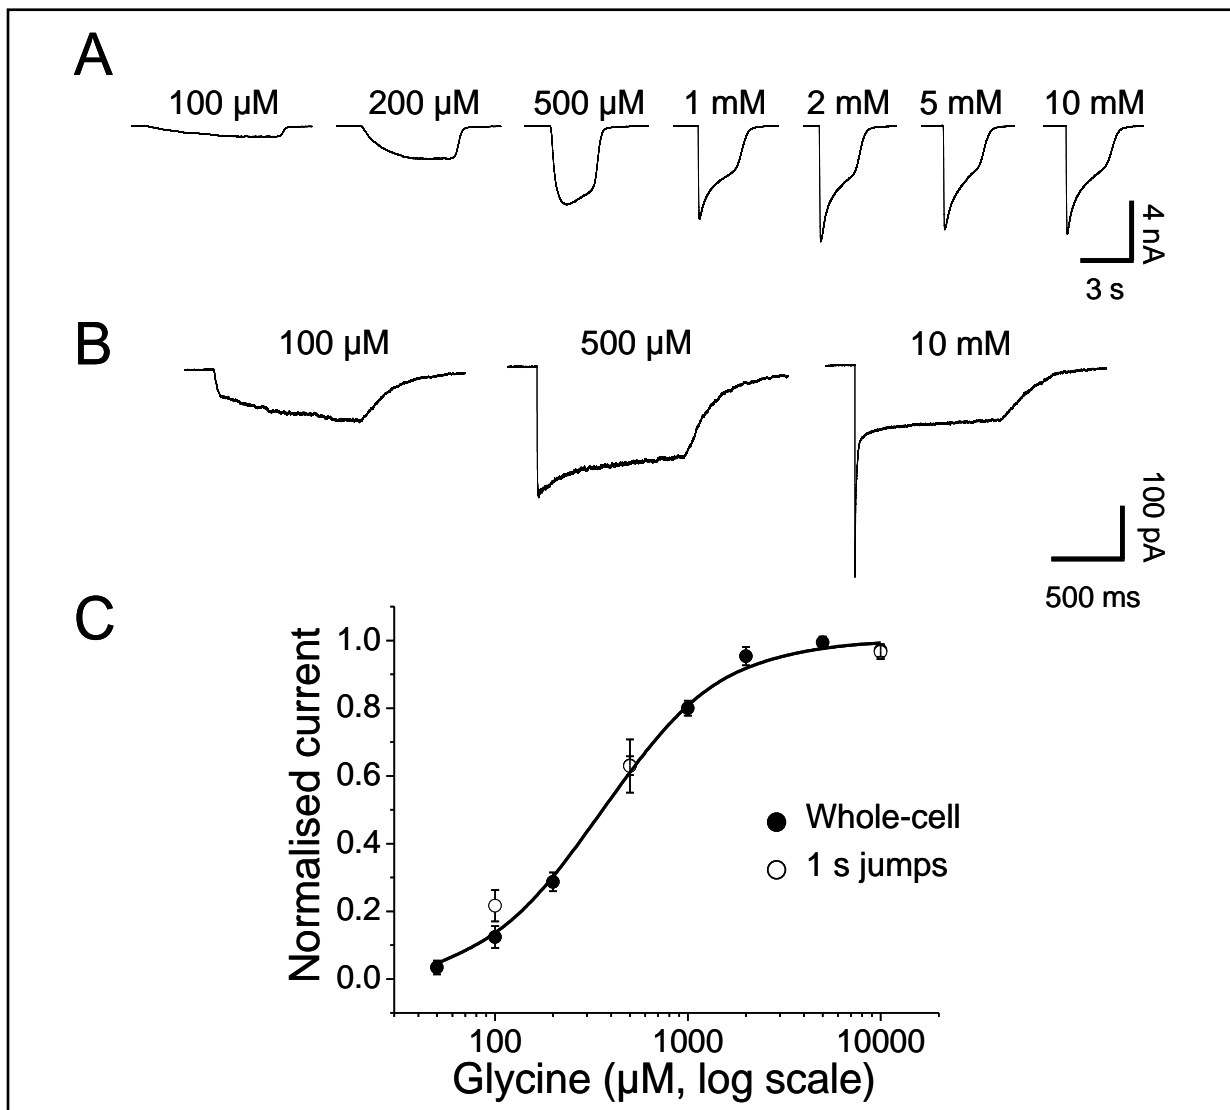 A
100 µM 200 µM 500 µM 1 mM 2 mM 5 mM 10 mM
4 nA
3 s
B
100 µM 500 µM 10 mM
100 pA
500 ms
C
Normalised current
1.0
0.8
0.6
0.4
0.2
0.0
Whole-cell
1 s jumps
100 1000 10000
Glycine (µM, log scale)